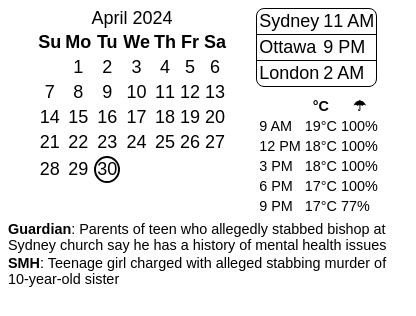 April 2024
Su Mo Tu We Th Fr Sa
1 2 3 4 5 6
7 8 9 10 11 12 13
14 15 16 17 18 19 20
21 22 23 24 25 26 27
28 29 30
Sydney 11 AM
Ottawa 9 PM
London 2 AM
°C ☂
9 AM 19°C 100%
12 PM 18°C 100%
3 PM 18°C 100%
6 PM 17°C 100%
9 PM 17°C 77%
Guardian: Parents of teen who allegedly stabbed bishop at
Sydney church say he has a history of mental health issues
SMH: Teenage girl charged with alleged stabbing murder of
10-year-old sister